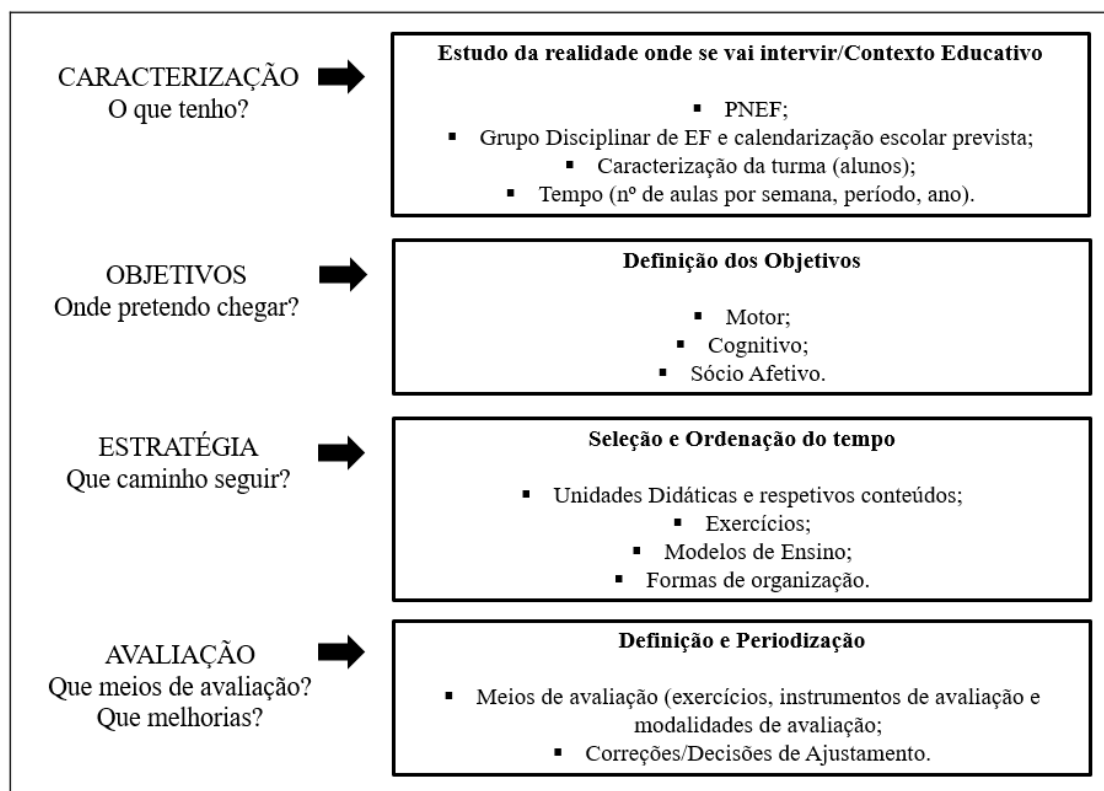 CARACTERIZAÇÃO
O que tenho?
Estudo da realidade onde se vai intervir/Contexto Educativo
▪ PNEF;
▪ Grupo Disciplinar de EF e calendarização escolar prevista;
▪ Caracterização da turma (alunos);
▪ Tempo (nº de aulas por semana, período, ano).
OBJETIVOS
Onde pretendo chegar?
Definição dos Objetivos
▪ Motor;
▪ Cognitivo;
▪ Sócio Afetivo.
ESTRATÉGIA
Que caminho seguir?
Seleção e Ordenação do tempo
▪ Unidades Didáticas e respetivos conteúdos;
▪ Exercícios;
▪ Modelos de Ensino;
▪ Formas de organização.
AVALIAÇÃO
Que meios de avaliação?
Que melhorias?
Definição e Periodização
▪ Meios de avaliação (exercícios, instrumentos de avaliação e
modalidades de avaliação;
▪ Correções/Decisões de Ajustamento.